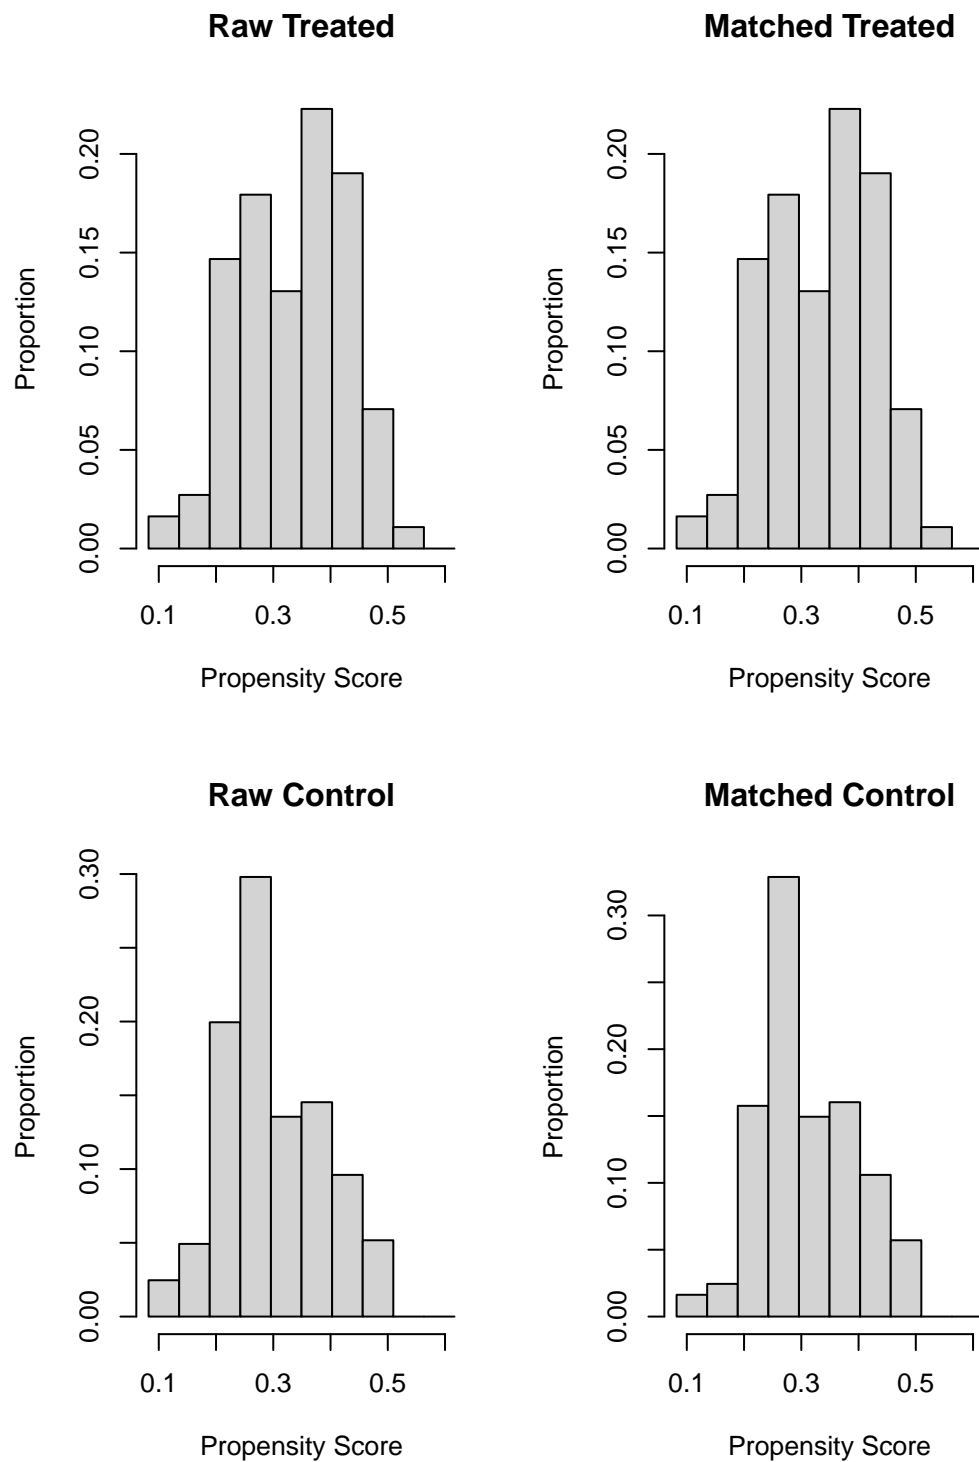 Raw Treated
Proportion
0.00 0.05 0.10 0.15 0.20
0.1 0.3 0.5
Propensity Score
Matched Treated
Proportion
0.00 0.05 0.10 0.15 0.20
0.1 0.3 0.5
Propensity Score
Raw Control
Proportion
0.00 0.10 0.20 0.30
0.1 0.3 0.5
Propensity Score
Matched Control
Proportion
0.00 0.10 0.20 0.30
0.1 0.3 0.5
Propensity Score